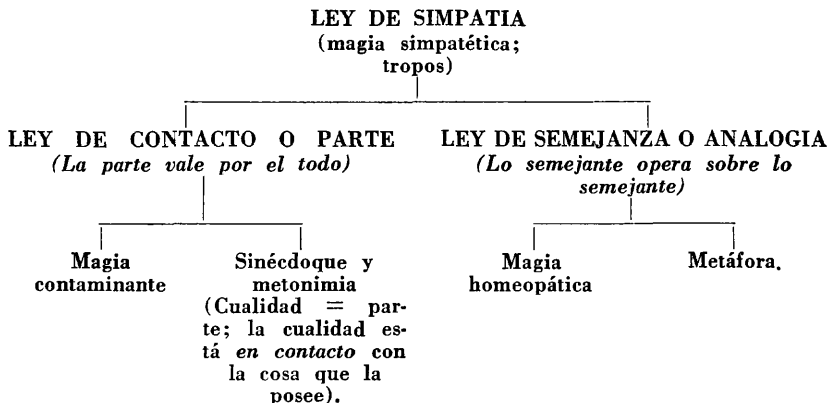 LEY DE SIMPATIA
(magia simpatética;
tropos)
LEY DE CONTACTO O PARTE
(La parte vale por el todo)
LEY DE SEMEJANZA O ANALOGIA
(Lo semejante opera sobre lo
semejante)
Magia
contaminante
Sinécdoque y
metonimia
(Cualidad = par-
te; la cualidad es-
tá en contacto con
la cosa que la
posee).
Magia
homeopática
Metáfora.